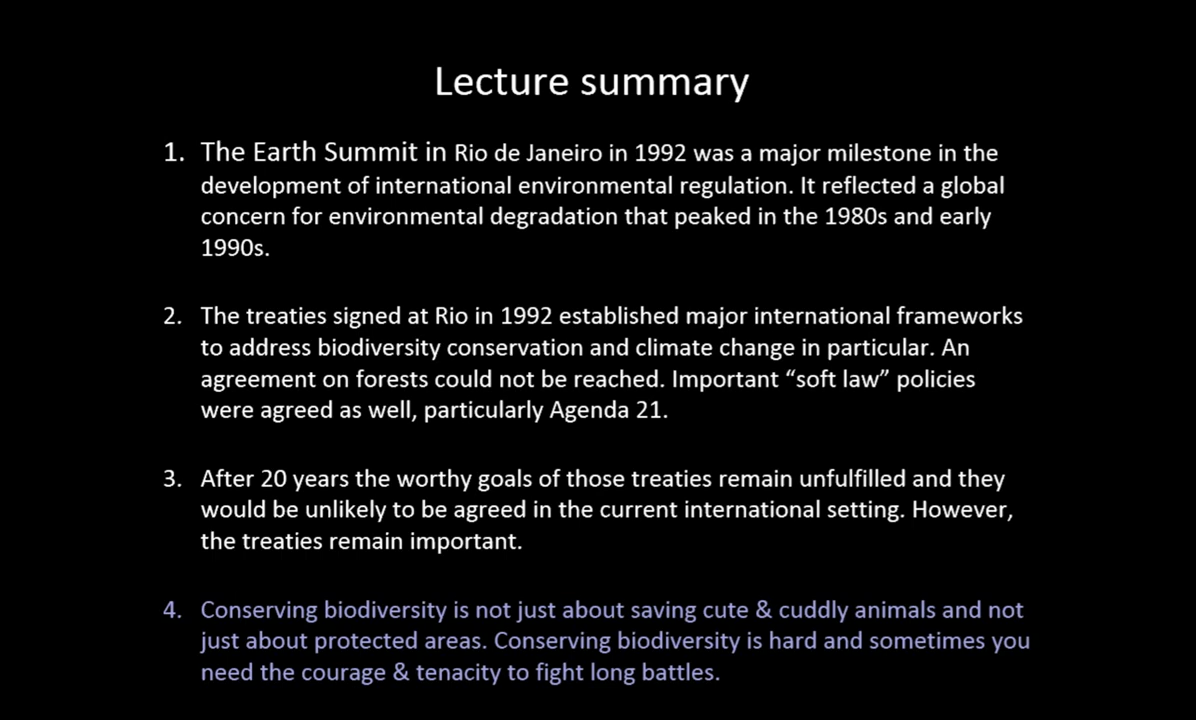 Lecture summary
1. The Earth Summit in Rio de Janeiro in 1992 was a major milestone in the
development of international environmental regulation. It reflected a global
concern for environmental degradation that peaked in the 1980s and early
1990s.
2. The treaties signed at Rio in 1992 established major international frameworks
to address biodiversity conservation and climate change in particular. An
agreement on forests could not be reached. Important “soft law” policies
were agreed as well, particularly Agenda 21.
3. After 20 years the worthy goals of those treaties remain unfulfilled and they
would be unlikely to be agreed in the current international setting. However,
the treaties remain important.
4. Conserving biodiversity is not just about saving cute & cuddly animals and not
just about protected areas. Conserving biodiversity is hard and sometimes you
need the courage & tenacity to fight long battles.